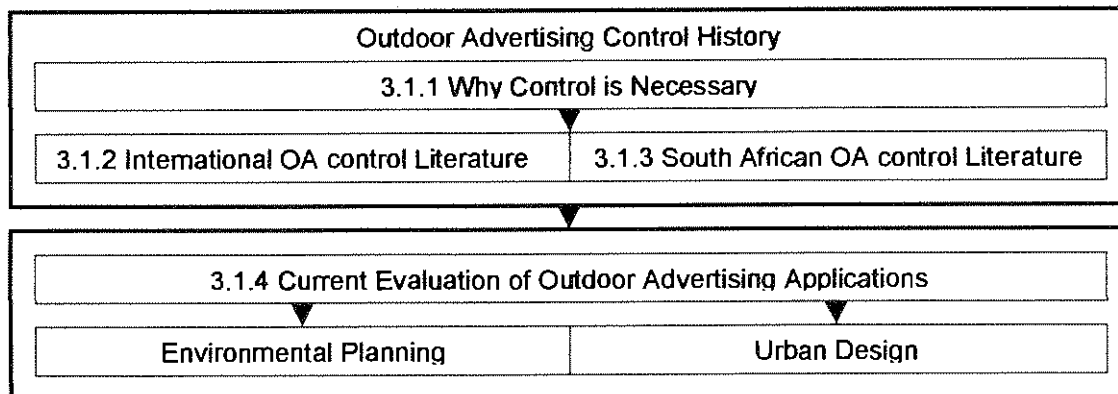 Outdoor Advertising Control History
3.1.1 Why Control is Necessary
3.1.2 International OA control Literature
3.1.3 South African OA control Literature
3.1.4 Current Evaluation of Outdoor Advertising Applications
Environmental Planning
Urban Design